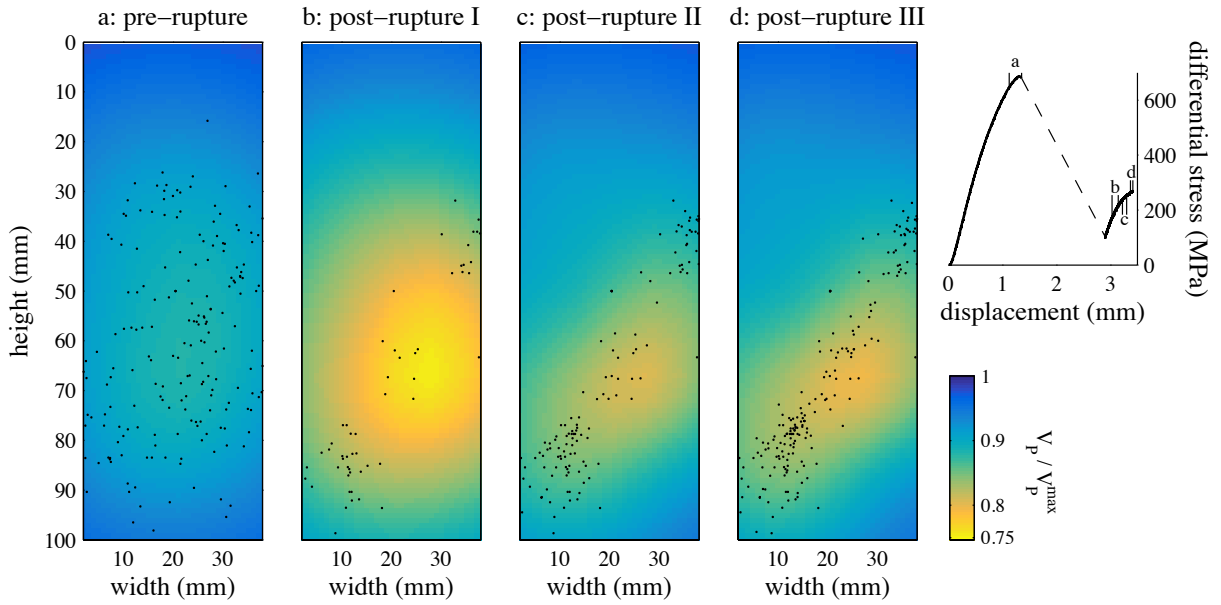 a: pre−rupture
b: post−rupture I
c: post−rupture II
d: post−rupture III
0
10
20
30
40
50
60
70
80
90
100
height (mm)
10 20 30
10 20 30
10 20 30
10 20 30
width (mm)
width (mm)
width (mm)
width (mm)
a
b
c
d
600
400
200
0
differential stress (MPa)
0 1 2 3
displacement (mm)
1
0.9
0.8
0.75
V_P / V_P^max